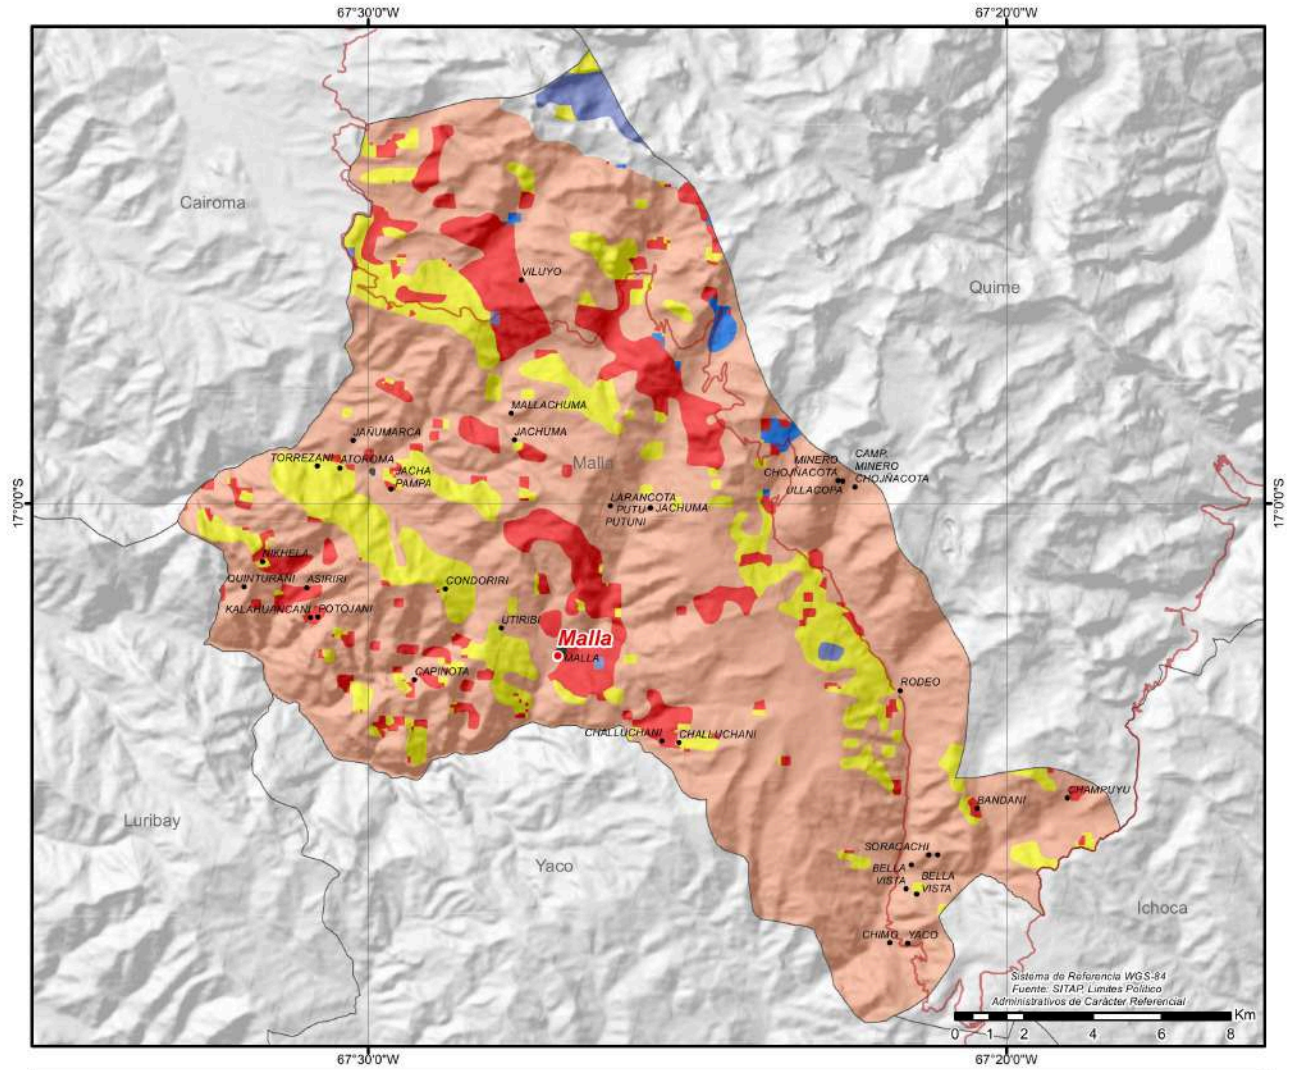 67°30'0"W
67°20'0"W
Cairoma
Quime
VILUYO
MALLACHUMA
JAÑUMARCA
JACHUMA
TORREZANI
ATOROMA
Malla
JACHA
PAMPA
MINERO
CHOJÑACOTA
CAMP.
MINERO
CHOJÑACOTA
ULLACOPA
LARANCOTA
PUTU
PUTUNI
JACHUMA
17°0'0"S
17°0'0"S
NIKHELA
QUINTURANI
ASIRIRI
CONDORIRI
KALAHUANCANI
POTOJANI
UTIRIBI
Malla
MALLA
CAPINOTA
RODEO
CHALLUCHANI
CHALLUCHANI
BANDANI
CHAMPUYU
Luribay
Yaco
SORACACHI
BELLA
VISTA
BELLA
VISTA
Ichoca
CHIMO
YACO
Sistema de Referencia WGS-84
Fuente: SITAP, Limites Político
Administrativos de Carácter Referencial
Km
0 1 2 4 6 8
67°30'0"W
67°20'0"W